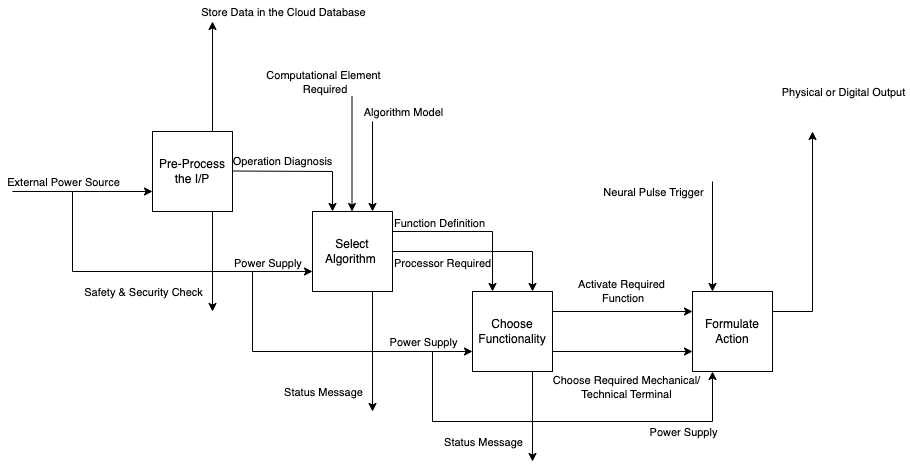 Store Data in the Cloud Database
Computational Element
Required
Physical or Digital Output
Algorithm Model
Pre-Process
the I/P
Operation Diagnosis
External Power Source
Neural Pulse Trigger
Function Definition
Select
Algorithm
Power Supply
Processor Required
Safety & Security Check
Activate Required
Function
Choose
Functionality
Formulate
Action
Power Supply
Choose Required Mechanical/
Technical Terminal
Status Message
Power Supply
Status Message